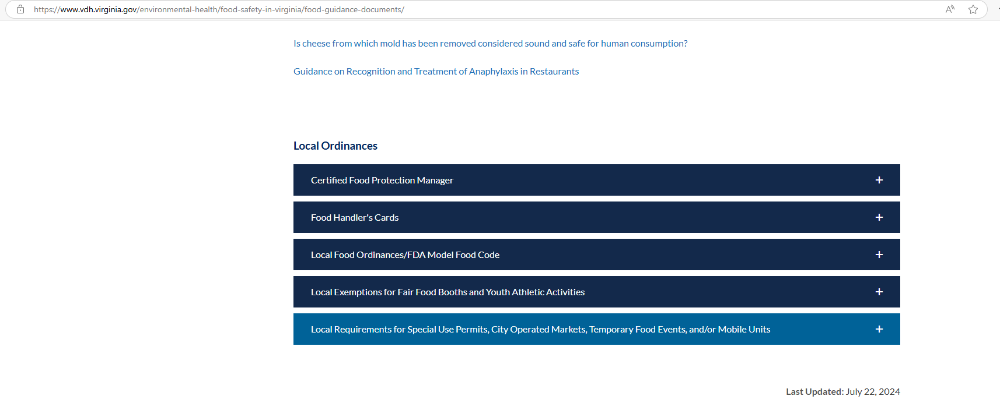 https://www.vdh.virginia.gov/environmental-health/food-safety-in-virginia/food-guidance-documents/
Is cheese from which mold has been removed considered sound and safe for human consumption?
Guidance on Recognition and Treatment of Anaphylaxis in Restaurants
Local Ordinances
Certified Food Protection Manager
Food Handler's Cards
Local Food Ordinances/FDA Model Food Code
Local Exemptions for Fair Food Booths and Youth Athletic Activities
Local Requirements for Special Use Permits, City Operated Markets, Temporary Food Events, and/or Mobile Units
Last Updated: July 22, 2024